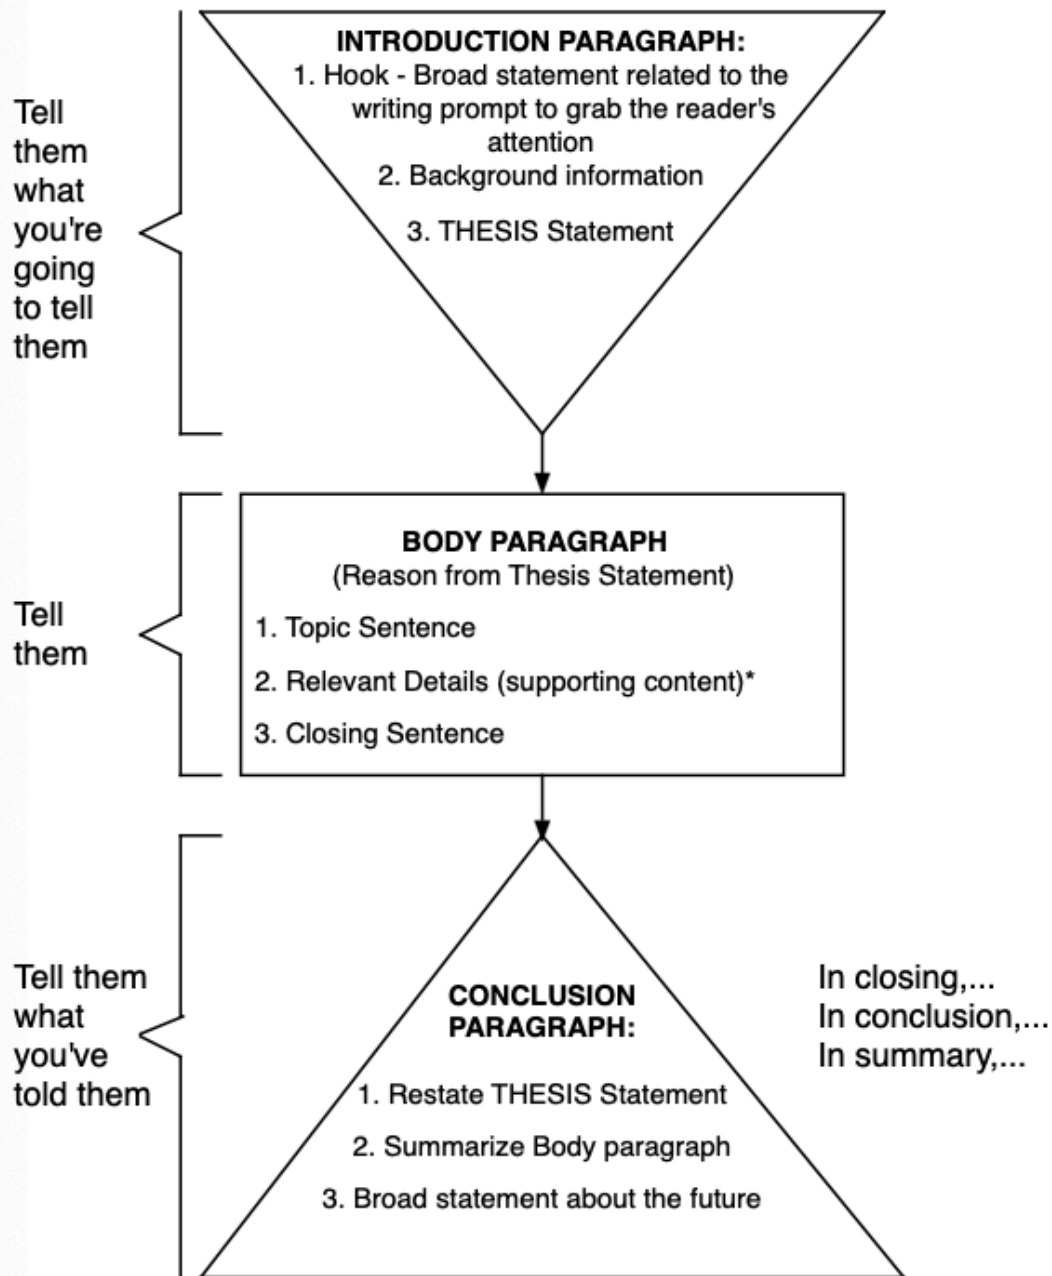 INTRODUCTION PARAGRAPH:
1. Hook - Broad statement related to the
writing prompt to grab the reader's
attention
2. Background information
3. THESIS Statement
Tell
them
what
you're
going
to tell
them
BODY PARAGRAPH
(Reason from Thesis Statement)
1. Topic Sentence
2. Relevant Details (supporting content)*
3. Closing Sentence
Tell
them
CONCLUSION
PARAGRAPH:
1. Restate THESIS Statement
2. Summarize Body paragraph
3. Broad statement about the future
Tell them
what
you've
told them
In closing,...
In conclusion,...
In summary,...